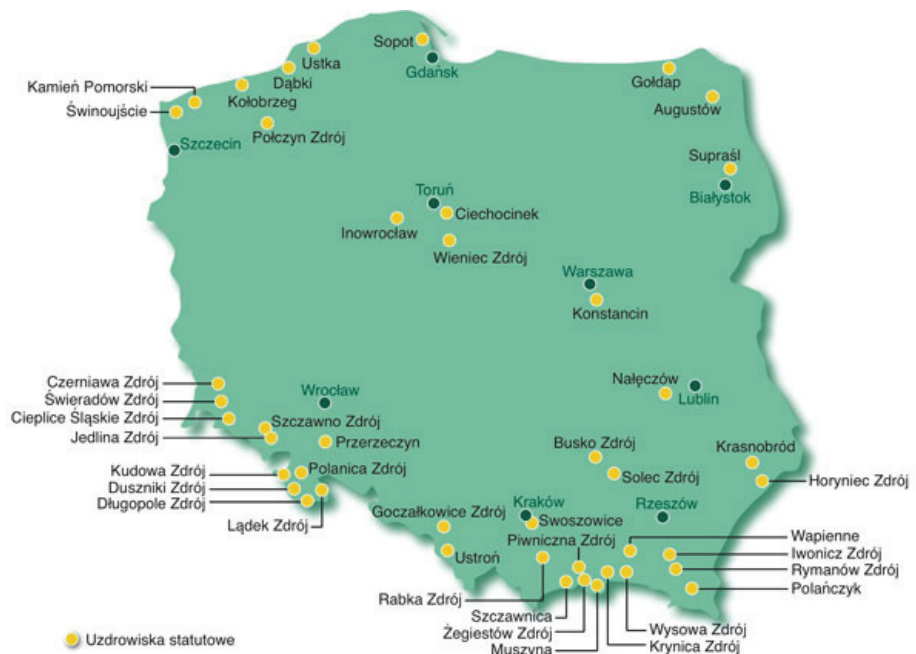 Sopot
Ustka
Gdańsk
Gołdap
Dąbki
Kamień Pomorski
Kołobrzeg
Augustów
Świnoujście
Połczyn Zdrój
Szczecin
Supraśl
Toruń
Białystok
Ciechocinek
Inowrocław
Wieniec Zdrój
Warszawa
Konstancin
Czerniawa Zdrój
Nałęczów
Wrocław
Świeradów Zdrój
Lublin
Cieplice Śląskie Zdrój
Szczawno Zdrój
Jedlina Zdrój
Przerzeczyn
Busko Zdrój
Krasnobród
Kudowa Zdrój
Polanica Zdrój
Solec Zdrój
Horyniec Zdrój
Duszniki Zdrój
Długopole Zdrój
Kraków
Rzeszów
Goczałkowice Zdrój
Swoszowice
Lądek Zdrój
Wapienne
Piwniczna Zdrój
Iwonicz Zdrój
Ustroń
Rymanów Zdrój
Polańczyk
Rabka Zdrój
Szczawnica
Żegiestów Zdrój
Wysowa Zdrój
Uzdrowiska statutowe
Krynica Zdrój
Muszyna